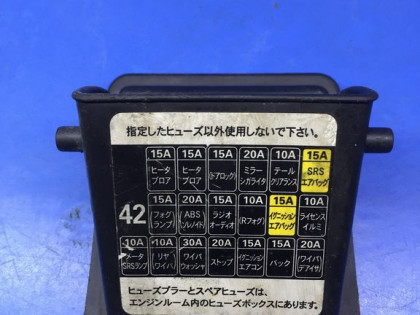 指定したヒューズ以外使用しないで下さい。
15A 15A 15A 20A 10A 15A
ヒータ ヒータ (ドアロック) ミラー テール SRS
ブロア ブロア シガライタ クリアランス エアバッグ
42 15A 20A 15A 10A 15A 10A
(フォグ /ABS ラジオ (Rフォグ) イグニッション ライセンス
ランプ) ソレノイド オーディオ エアバッグ イルミ
10A 10A 30A 20A 15A 15A 20A
メータ リヤ ワイパ ストップ イグニッション バック (ワイパ)
SRSランプ (ワイパ) ウォッシャ エアコン (デアイサ)
ヒューズプラーとスペアヒューズは、
エンジンルーム内のヒューズボックスにあります。